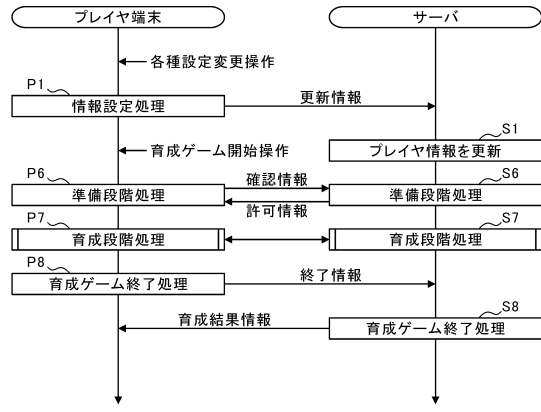 プレイヤ端末
サーバ
各種設定変更操作
P1
情報設定処理
更新情報
S1
育成ゲーム開始操作
プレイヤ情報を更新
P6
確認情報
S6
準備段階処理
準備段階処理
許可情報
P7
S7
育成段階処理
育成段階処理
P8
育成ゲーム終了処理
終了情報
S8
育成結果情報
育成ゲーム終了処理